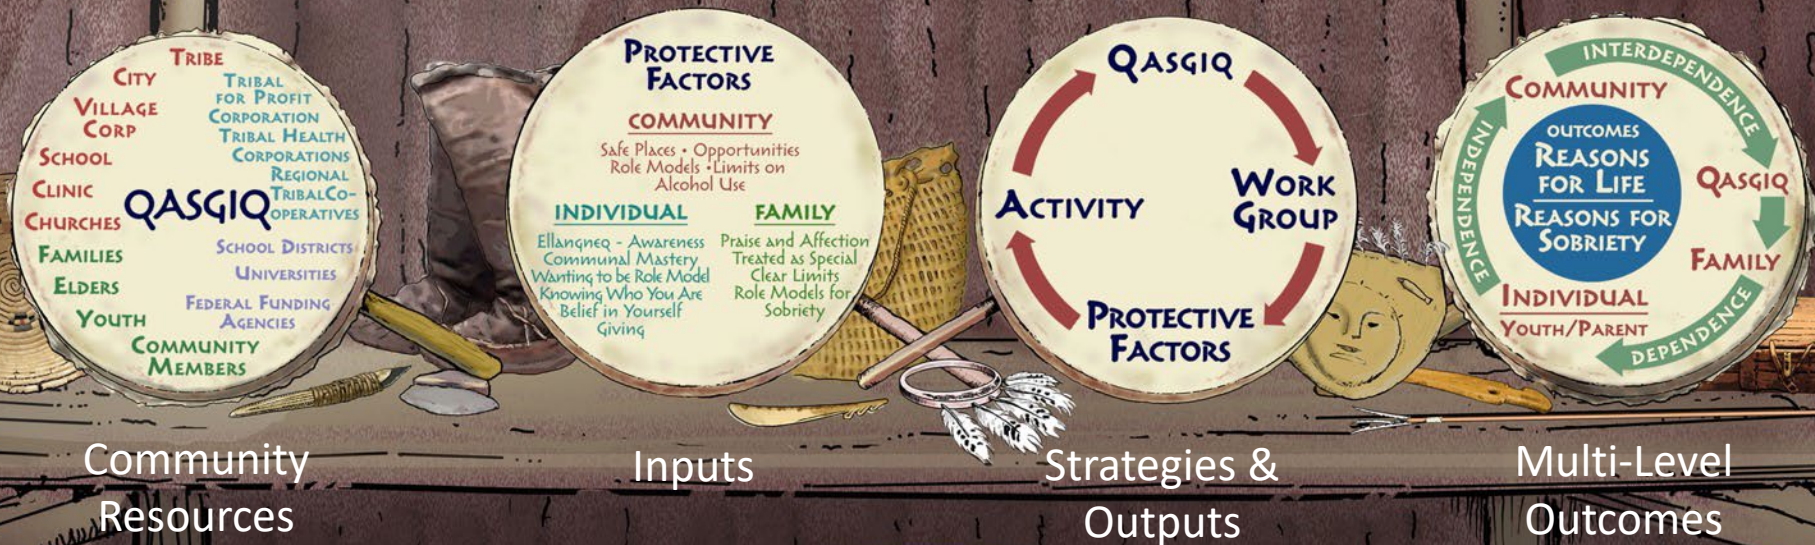 TRIBE
CITY
VILLAGE
CORP
SCHOOL
CLINIC
CHURCHES
FAMILIES
ELDERS
YOUTH
COMMUNITY
MEMBERS
TRIBAL
FOR PROFIT
CORPORATION
TRIBAL HEALTH
CORPORATIONS
REGIONAL
TRIBALCO-
OPERATIVES
SCHOOL DISTRICTS
UNIVERSITIES
FEDERAL FUNDING
AGENCIES
QASGIQ
Community
Resources
PROTECTIVE
FACTORS
COMMUNITY
Safe Places • Opportunities
Role Models •Limits on
Alcohol Use
INDIVIDUAL
Ellangneq - Awareness
Communal Mastery
Wanting to be Role Model
Knowing Who You Are
Belief in Yourself
Giving
FAMILY
Praise and Affection
Treated as Special
Clear Limits
Role Models for
Sobriety
Inputs
QASGIQ
WORK
GROUP
PROTECTIVE
FACTORS
ACTIVITY
Strategies &
Outputs
INTERDEPENDENCE
COMMUNITY
QASGIQ
FAMILY
DEPENDENCE
INDIVIDUAL
YOUTH/PARENT
INDEPENDENCE
OUTCOMES
REASONS
FOR LIFE
REASONS FOR
SOBRIETY
Multi-Level
Outcomes